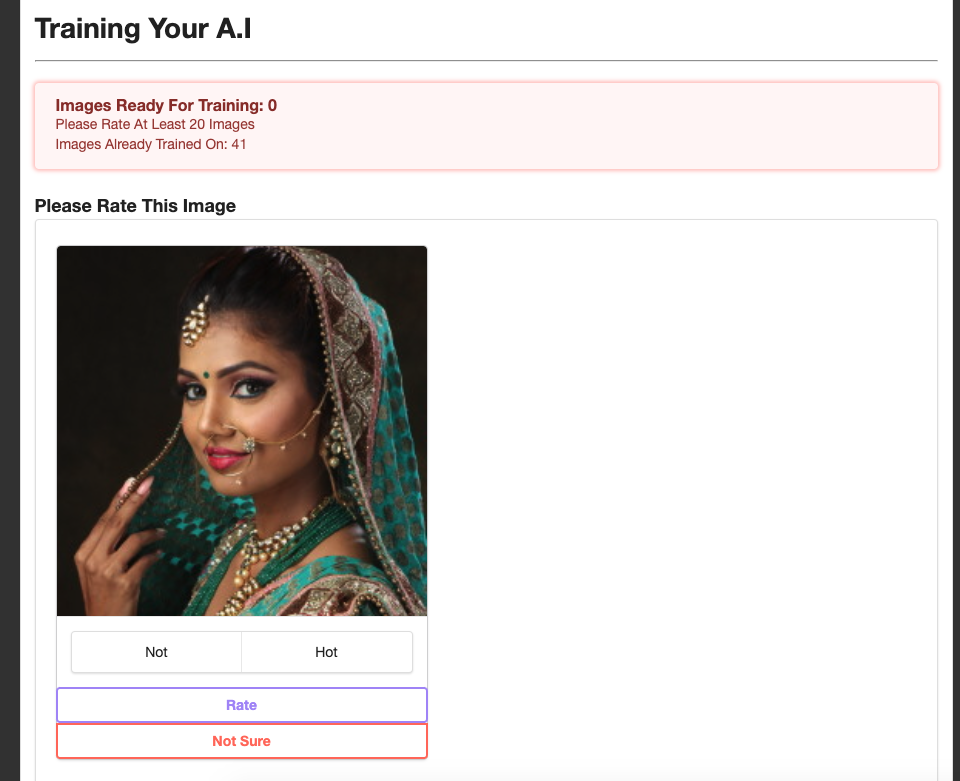 Training Your A.I
Images Ready For Training: 0
Please Rate At Least 20 Images
Images Already Trained On: 41
Please Rate This Image
Not
Hot
Rate
Not Sure